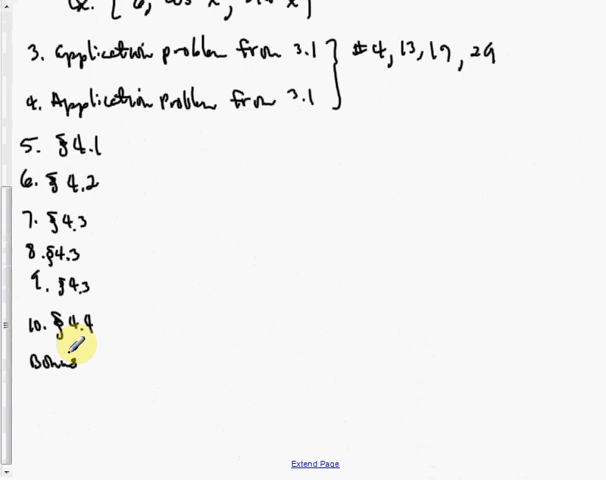 3. Application problem from 3.1 } #4, 13, 19, 29
4. Application Problem from 3.1
5. §4.1
6. §4.2
7. §4.3
8. §4.3
9. §4.3
10. §4.4
Bonus
Extend Page